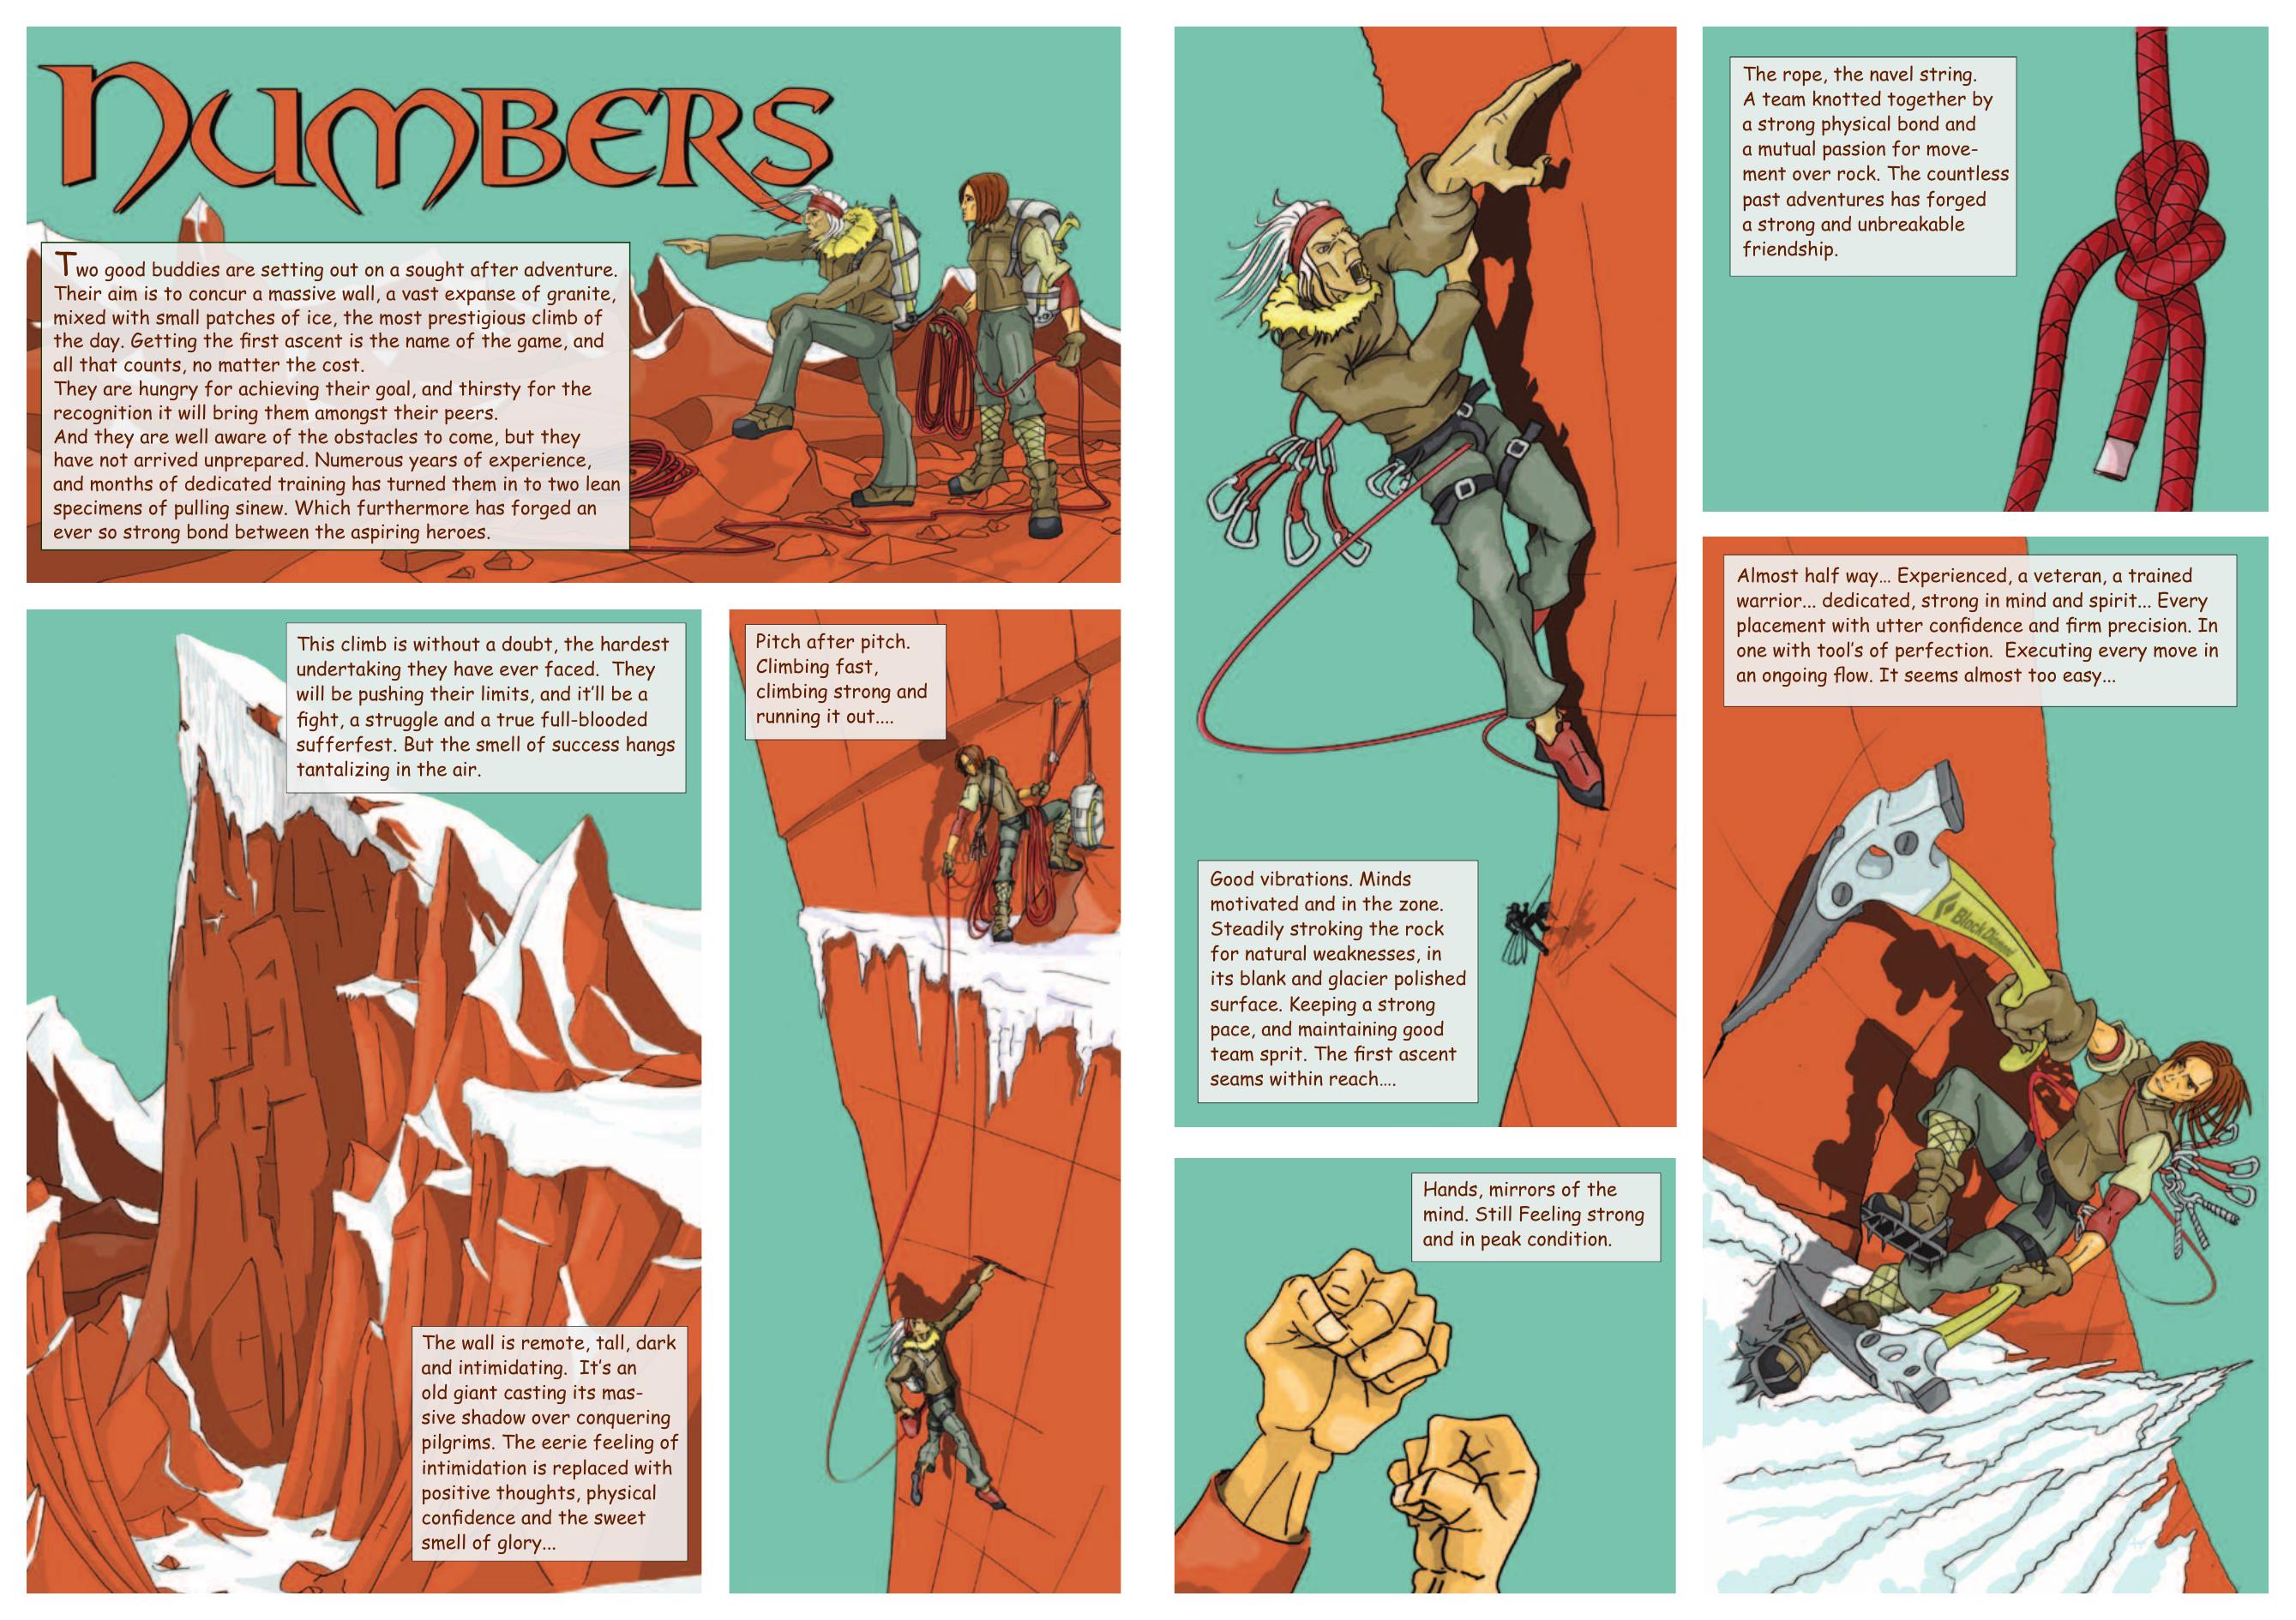 NUMBERS
Two good buddies are setting out on a sought after adventure.
Their aim is to concur a massive wall, a vast expanse of granite,
mixed with small patches of ice, the most prestigious climb of
the day. Getting the first ascent is the name of the game, and
all that counts, no matter the cost.
They are hungry for achieving their goal, and thirsty for the
recognition it will bring them amongst their peers.
And they are well aware of the obstacles to come, but they
have not arrived unprepared. Numerous years of experience,
and months of dedicated training has turned them in to two lean
specimens of pulling sinew. Which furthermore has forged an
ever so strong bond between the aspiring heroes.
This climb is without a doubt, the hardest
undertaking they have ever faced.  They
will be pushing their limits, and it'll be a
fight, a struggle and a true full-blooded
sufferfest. But the smell of success hangs
tantalizing in the air.
The wall is remote, tall, dark
and intimidating.  It's an
old giant casting its mas-
sive shadow over conquering
pilgrims. The eerie feeling of
intimidation is replaced with
positive thoughts, physical
confidence and the sweet
smell of glory...
Pitch after pitch.
Climbing fast,
climbing strong and
running it out....
Good vibrations. Minds
motivated and in the zone.
Steadily stroking the rock
for natural weaknesses, in
its blank and glacier polished
surface. Keeping a strong
pace, and maintaining good
team sprit. The first ascent
seams within reach....
Hands, mirrors of the
mind. Still Feeling strong
and in peak condition.
The rope, the navel string.
A team knotted together by
a strong physical bond and
a mutual passion for move-
ment over rock. The countless
past adventures has forged
a strong and unbreakable
friendship.
Almost half way... Experienced, a veteran, a trained
warrior... dedicated, strong in mind and spirit... Every
placement with utter confidence and firm precision. In
one with tool's of perfection.  Executing every move in
an ongoing flow. It seems almost too easy...
Black Diamond